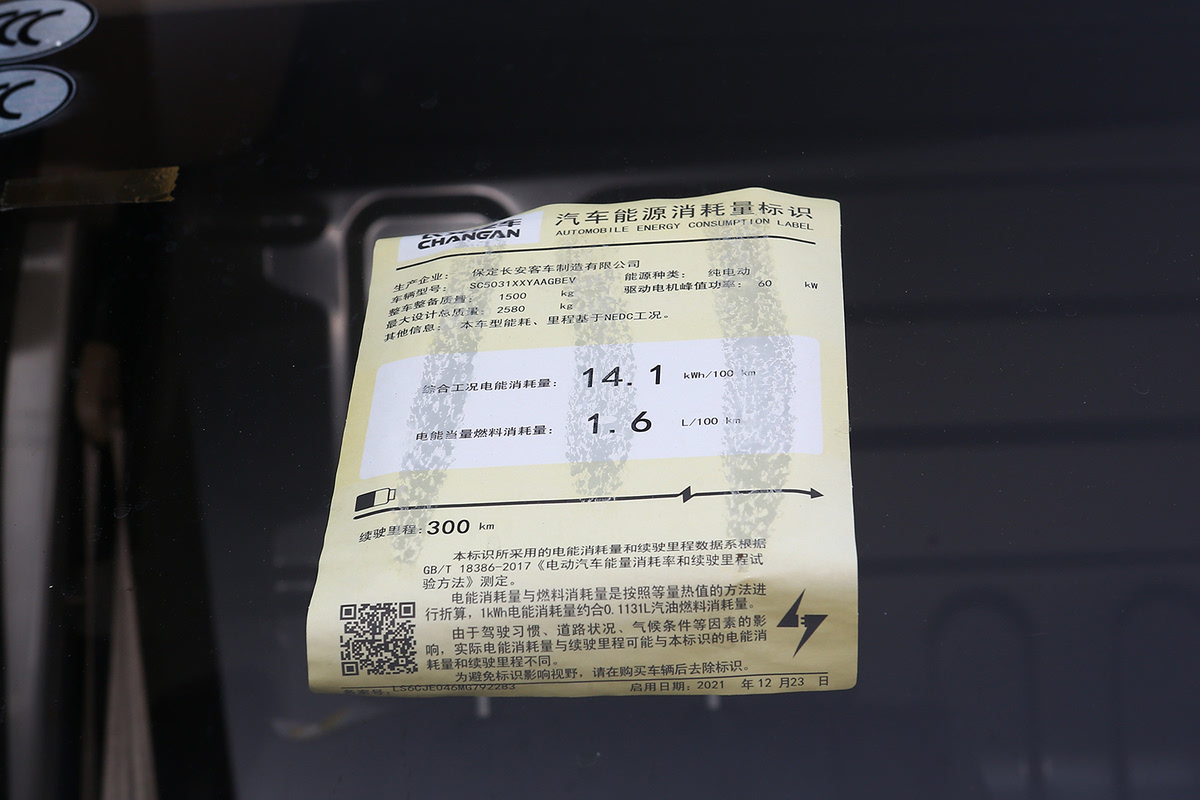 CCC
CHANGAN
汽车能源消耗量标识
AUTOMOBILE ENERGY CONSUMPTION LABEL
生产企业: 保定长安客车制造有限公司
车辆型号: SC5031XXYAAGBEV 能源种类: 纯电动
整车整备质量: 1500 kg 驱动电机峰值功率: 60 kW
最大设计总质量: 2580 kg
其他信息: 本车型能耗、里程基于NEDC工况。
综合工况电能消耗量: 14.1 kWh/100 km
电能当量燃料消耗量: 1.6 L/100 km
续驶里程: 300 km
本标识所采用的电能消耗量和续驶里程数据系根据
GB/T 18386-2017《电动汽车能量消耗率和续驶里程试
验方法》测定。
电能消耗量与燃料消耗量是按照等量热值的方法进
行折算，1kWh电能消耗量约合0.1131L汽油燃料消耗量。
由于驾驶习惯、道路状况、气候条件等因素的影
响，实际电能消耗量与续驶里程可能与本标识的电能消
耗量和续驶里程不同。
为避免标识影响视野，请在购买车辆后去除标识。
备案号: LS6CJE046MG792283 启用日期: 2021 年 12 月 23 日